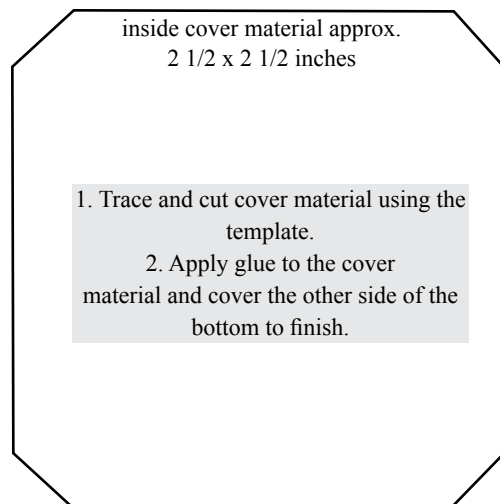 inside cover material approx.
2 1/2 x 2 1/2 inches
1. Trace and cut cover material using the
template.
2. Apply glue to the cover
material and cover the other side of the
bottom to finish.